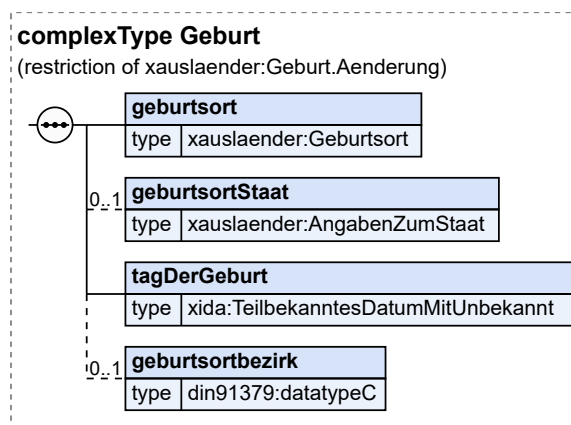 complexType Geburt
(restriction of xauslaender:Geburt.Aenderung)
geburtsort
type xauslaender:Geburtsort
0..1 geburtsortStaat
type xauslaender:AngabenZumStaat
tagDerGeburt
type xida:TeilbekanntesDatumMitUnbekannt
0..1 geburtsortbezirk
type din91379:datatypeC